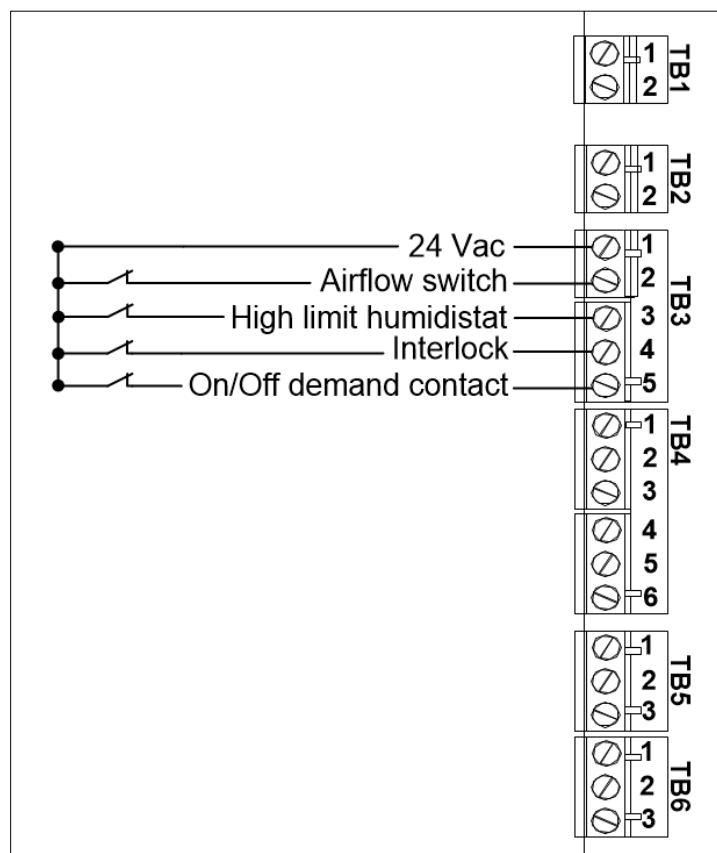 1
2
TB1
1
2
TB2
24 Vac
1
Airflow switch
2
High limit humidistat
3
Interlock
4
On/Off demand contact
5
TB3
1
2
3
4
5
6
TB4
1
2
3
TB5
1
2
3
TB6